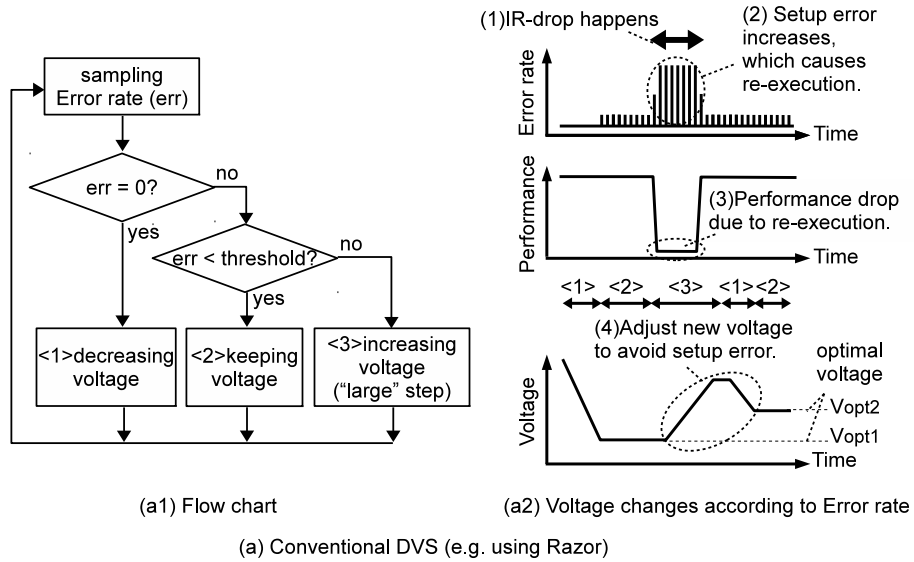 sampling
Error rate (err)
err = 0?
no
yes
err < threshold?
no
yes
<1>decreasing
voltage
<2>keeping
voltage
<3>increasing
voltage
("large" step)
(a1) Flow chart
(1)IR-drop happens
(2) Setup error
increases,
which causes
re-execution.
Error rate
Time
Performance
(3)Performance drop
due to re-execution.
Time
<1> <2> <3> <1> <2>
(4)Adjust new voltage
to avoid setup error.
optimal
voltage
Voltage
Vopt2
Vopt1
Time
(a2) Voltage changes according to Error rate
(a) Conventional DVS (e.g. using Razor)